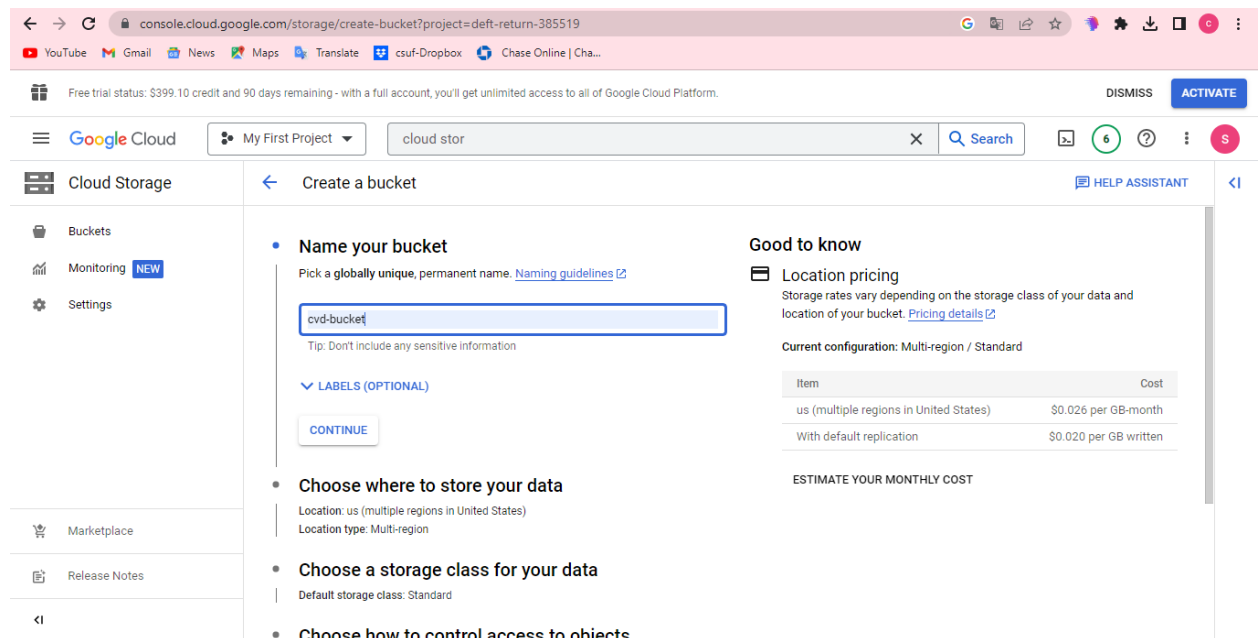 console.cloud.google.com/storage/create-bucket?project=deft-return-385519
G
c
YouTube
Gmail
News
Maps
Translate
csuf-Dropbox
Chase Online | Cha...
Free trial status: $399.10 credit and 90 days remaining - with a full account, you'll get unlimited access to all of Google Cloud Platform.
DISMISS
ACTIVATE
Google Cloud
My First Project
cloud stor
Search
6
S
Cloud Storage
Create a bucket
HELP ASSISTANT
Buckets
Monitoring NEW
Settings
Marketplace
Release Notes
Name your bucket
Pick a globally unique, permanent name. Naming guidelines
cvd-bucket
Tip: Don't include any sensitive information
LABELS (OPTIONAL)
CONTINUE
Choose where to store your data
Location: us (multiple regions in United States)
Location type: Multi-region
Choose a storage class for your data
Default storage class: Standard
Choose how to control access to objects
Good to know
Location pricing
Storage rates vary depending on the storage class of your data and
location of your bucket. Pricing details
Current configuration: Multi-region / Standard
Item Cost
us (multiple regions in United States) $0.026 per GB-month
With default replication $0.020 per GB written
ESTIMATE YOUR MONTHLY COST